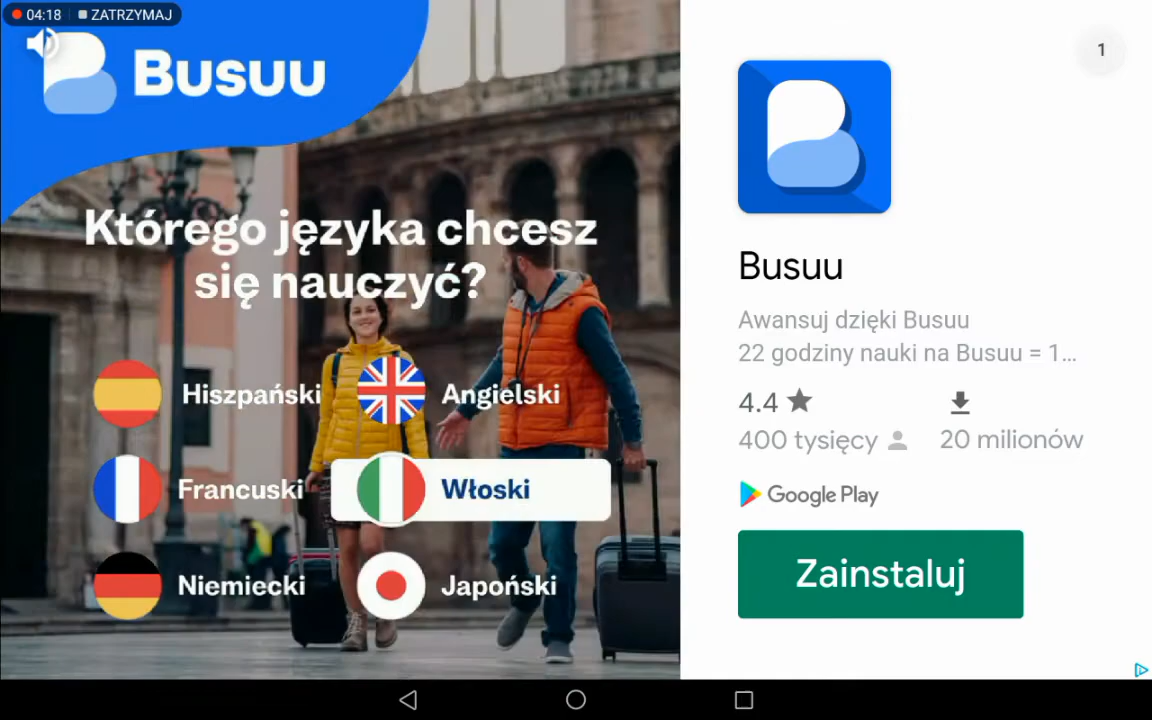 04:18 ZATRZYMAJ
Busuu
Którego języka chcesz
się nauczyć?
Hiszpański
Angielski
Francuski
Włoski
Niemiecki
Japoński
1
Busuu
Awansuj dzięki Busuu
22 godziny nauki na Busuu = 1...
4.4
400 tysięcy
20 milionów
Google Play
Zainstaluj